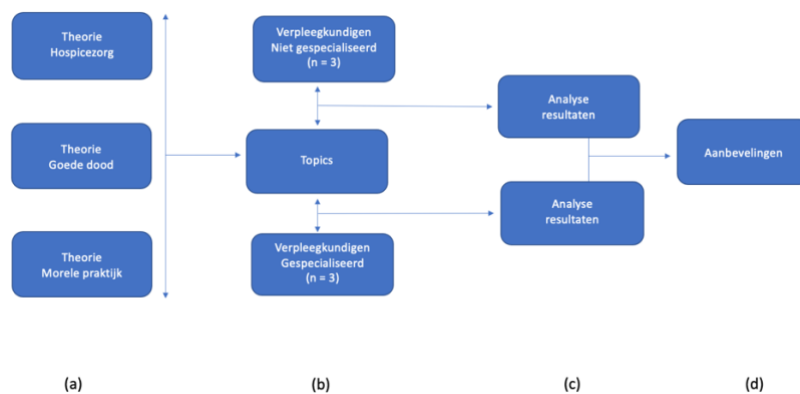 Theorie
Hospicezorg
Theorie
Goede dood
Theorie
Morele praktijk
Verpleegkundigen
Niet gespecialiseerd
(n = 3)
Topics
Verpleegkundigen
Gespecialiseerd
(n = 3)
Analyse
resultaten
Analyse
resultaten
Aanbevelingen
(a)
(b)
(c)
(d)